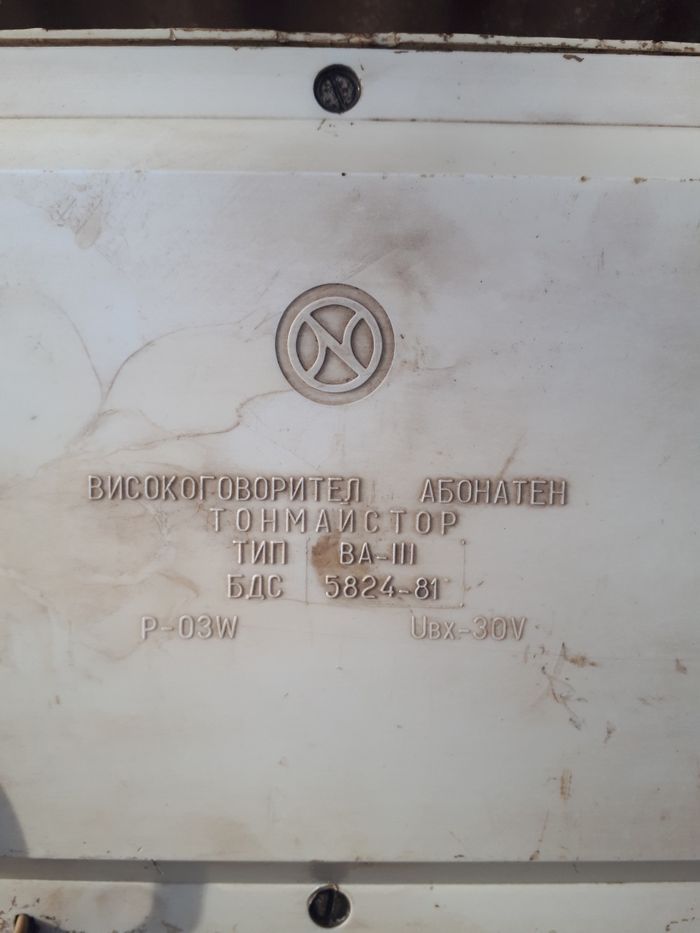 ВИСОКОГОВОРИТЕЛ АБОНАТЕН
ТОНМАЙСТОР
ТИП ВА-III
БДС 5824-81
P-03W Uвх-30V